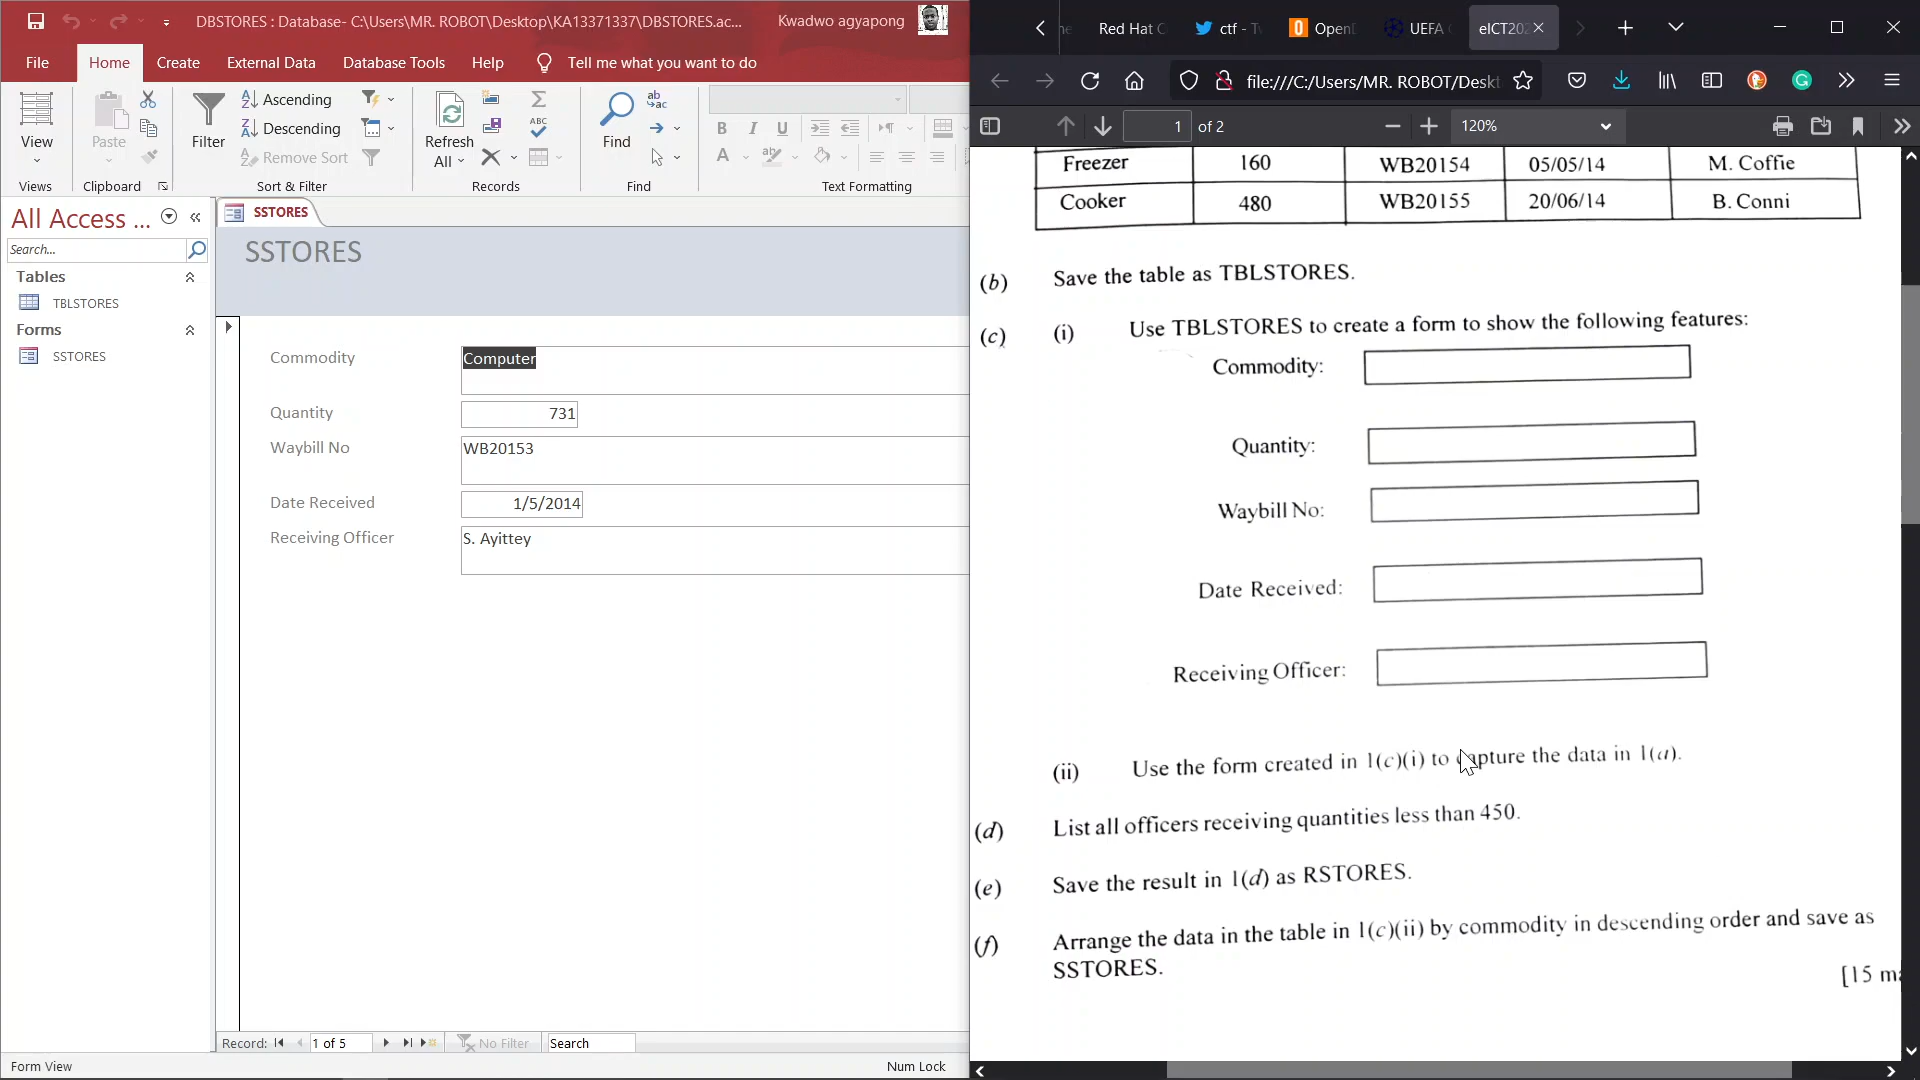 DBSTORES : Database- C:\Users\MR. ROBOT\Desktop\KA13371337\DBSTORES.ac...
Kwadwo agyapong
File
Home
Create
External Data
Database Tools
Help
Tell me what you want to do
View
Paste
Filter
Ascending
Descending
Remove Sort
Refresh
All
Find
Views
Clipboard
Sort & Filter
Records
Find
Text Formatting
All Access ...
Search...
Tables
TBLSTORES
Forms
SSTORES
SSTORES
SSTORES
Commodity
Computer
Quantity
731
Waybill No
WB20153
Date Received
1/5/2014
Receiving Officer
S. Ayittey
Record:
1 of 5
No Filter
Search
Form View
Num Lock
Red Hat C
ctf - Tw
OpenD
UEFA C
eICT202
file:///C:/Users/MR. ROBOT/Deskt
1 of 2
120%
Freezer 160 WB20154 05/05/14 M. Coffie
Cooker 480 WB20155 20/06/14 B. Conni
(b) Save the table as TBLSTORES.
(c) (i) Use TBLSTORES to create a form to show the following features:
Commodity:
Quantity:
Waybill No:
Date Received:
Receiving Officer:
(ii) Use the form created in 1(c)(i) to capture the data in 1(a).
(d) List all officers receiving quantities less than 450.
(e) Save the result in 1(d) as RSTORES.
(f) Arrange the data in the table in 1(c)(ii) by commodity in descending order and save as
SSTORES.
[15 ma